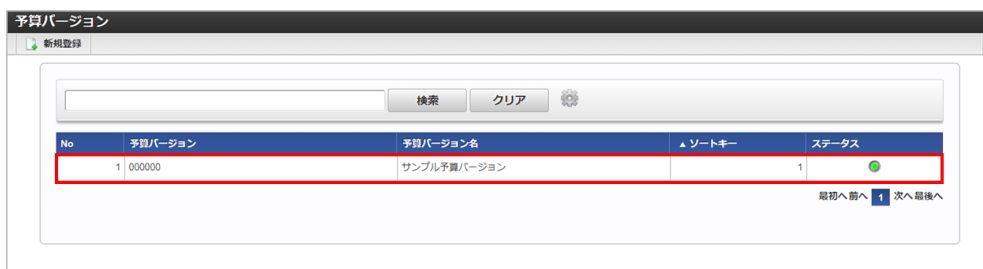 予算バージョン
新規登録
検索 クリア
No 予算バージョン 予算バージョン名 ▲ ソートキー ステータス
1 000000 サンプル予算バージョン 1
最初へ 前へ 1 次へ 最後へ